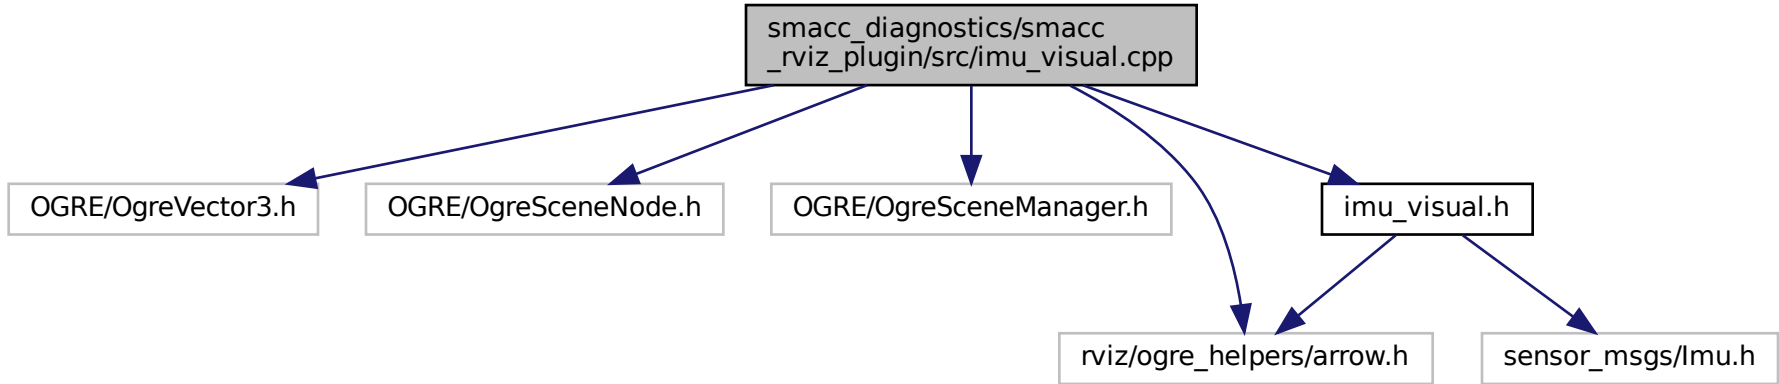 smacc_diagnostics/smacc
_rviz_plugin/src/imu_visual.cpp
OGRE/OgreVector3.h
OGRE/OgreSceneNode.h
OGRE/OgreSceneManager.h
imu_visual.h
rviz/ogre_helpers/arrow.h
sensor_msgs/Imu.h